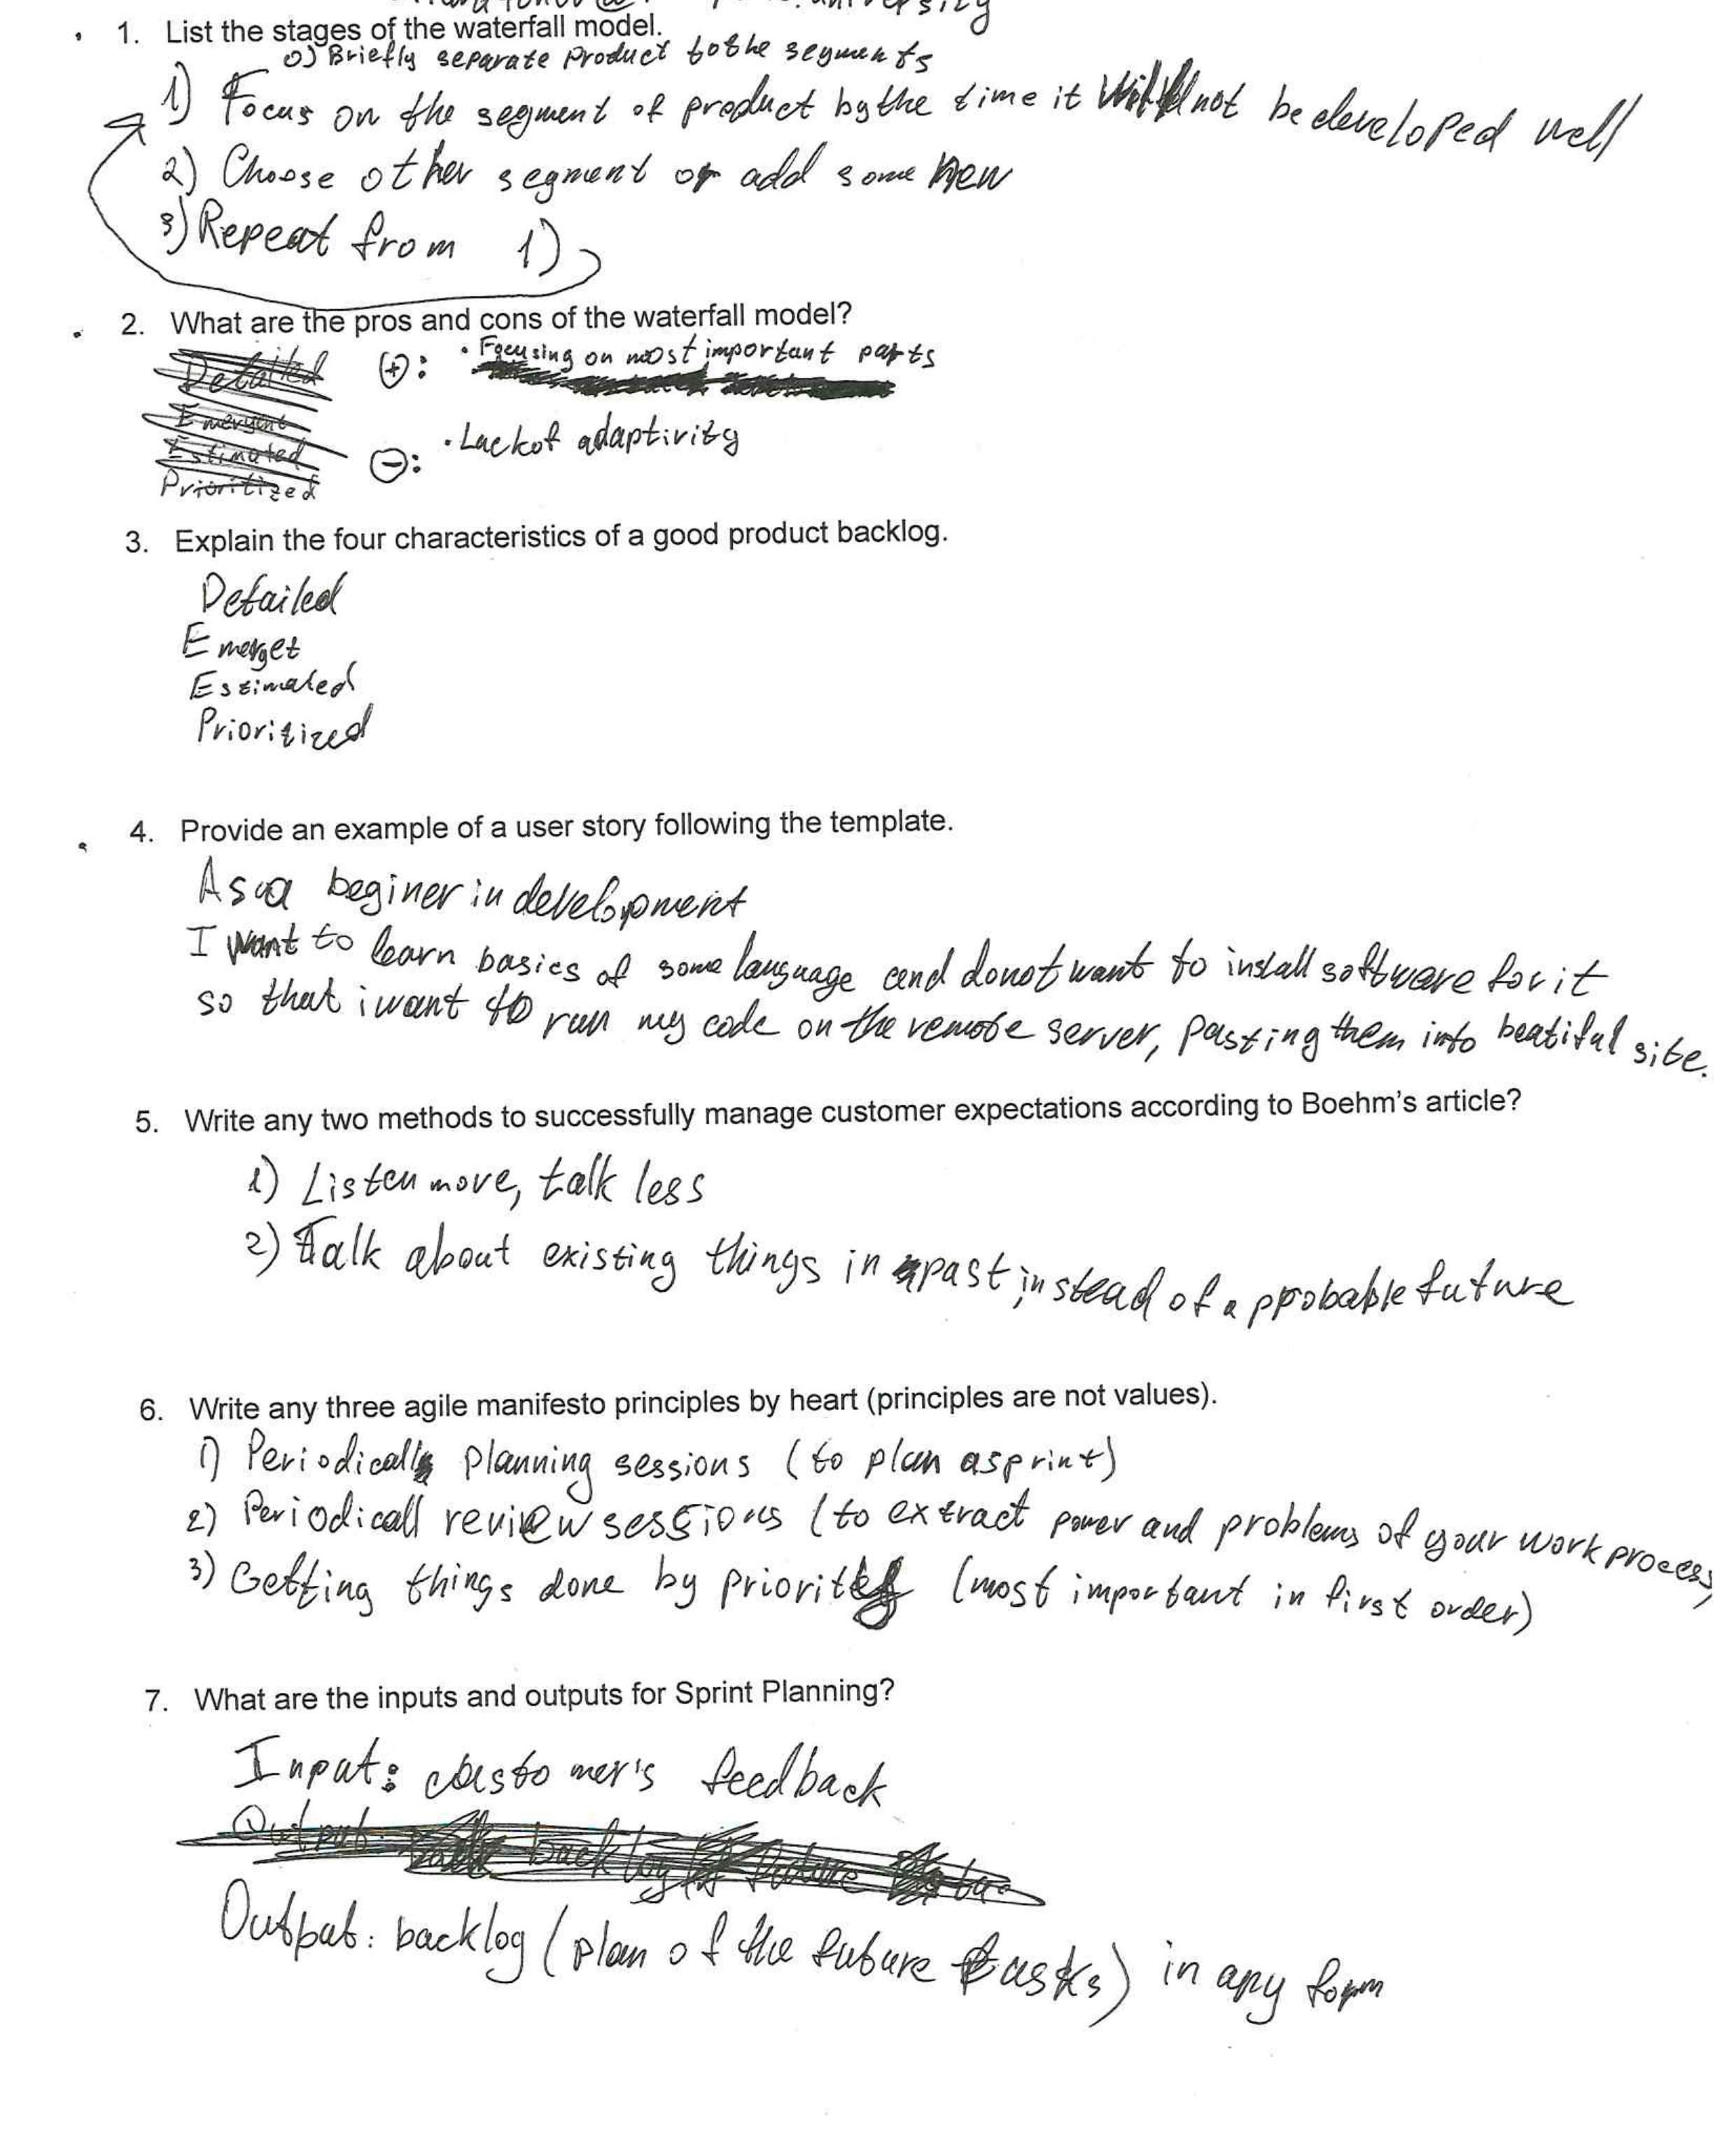 university
1. List the stages of the waterfall model.
0) Briefly separate product to the segments
1) Focus on the segment of product by the time it will not be developed well
2) Choose other segment or add some new
3) Repeat from 1)
2. What are the pros and cons of the waterfall model?
Detailed
Emergent
Estimated
Prioritized
(+): • Focusing on most important parts
(-): • Lack of adaptivity
3. Explain the four characteristics of a good product backlog.
Detailed
Emerget
Estimated
Prioritized
4. Provide an example of a user story following the template.
As a beginer in development
I want to learn basics of some language and do not want to install software for it
so that i want to run my code on the remote server, pasting them into beatiful site.
5. Write any two methods to successfully manage customer expectations according to Boehm's article?
1) Listen more, talk less
2) Talk about existing things in past, instead of a probable future
6. Write any three agile manifesto principles by heart (principles are not values).
1) Periodically planning sessions (to plan a sprint)
2) Periodicall review sessions (to extract power and problems of your work process)
3) Getting things done by priority (most important in first order)
7. What are the inputs and outputs for Sprint Planning?
Input: customer's feedback
Output: backlog
Output: backlog (plan of the future tasks) in any form